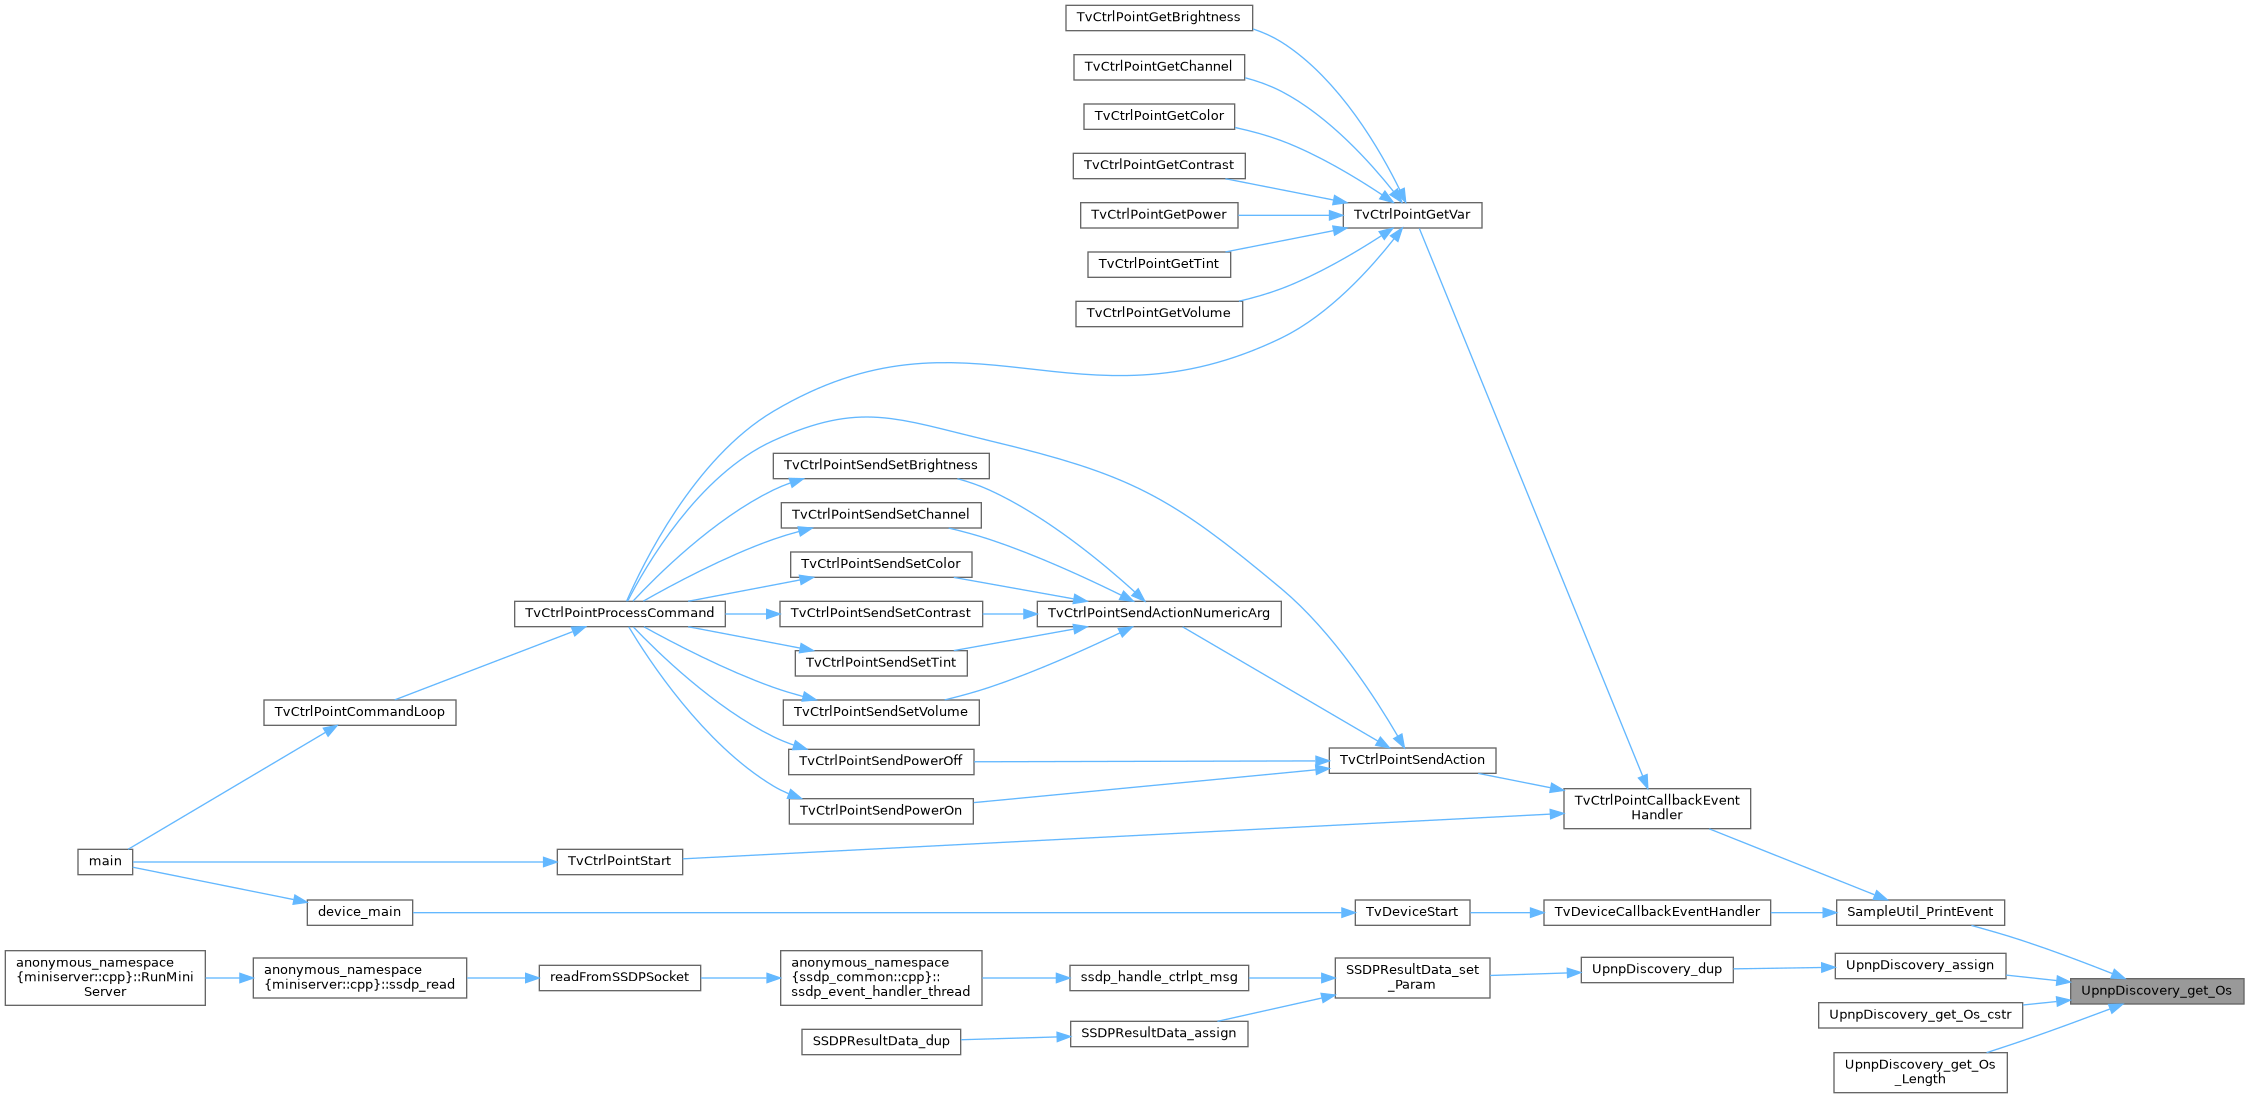 TvCtrlPointGetBrightness
TvCtrlPointGetChannel
TvCtrlPointGetColor
TvCtrlPointGetContrast
TvCtrlPointGetPower
TvCtrlPointGetVar
TvCtrlPointGetTint
TvCtrlPointGetVolume
TvCtrlPointSendSetBrightness
TvCtrlPointSendSetChannel
TvCtrlPointSendSetColor
TvCtrlPointProcessCommand
TvCtrlPointSendSetContrast
TvCtrlPointSendActionNumericArg
TvCtrlPointSendSetTint
TvCtrlPointCommandLoop
TvCtrlPointSendSetVolume
TvCtrlPointSendPowerOff
TvCtrlPointSendAction
TvCtrlPointSendPowerOn
TvCtrlPointCallbackEvent
Handler
main
TvCtrlPointStart
device_main
TvDeviceStart
TvDeviceCallbackEventHandler
SampleUtil_PrintEvent
anonymous_namespace
{miniserver::cpp}::RunMini
Server
anonymous_namespace
{miniserver::cpp}::ssdp_read
readFromSSDPSocket
anonymous_namespace
{ssdp_common::cpp}::
ssdp_event_handler_thread
ssdp_handle_ctrlpt_msg
SSDPResultData_set
_Param
UpnpDiscovery_dup
UpnpDiscovery_assign
UpnpDiscovery_get_Os
UpnpDiscovery_get_Os_cstr
SSDPResultData_dup
SSDPResultData_assign
UpnpDiscovery_get_Os
_Length